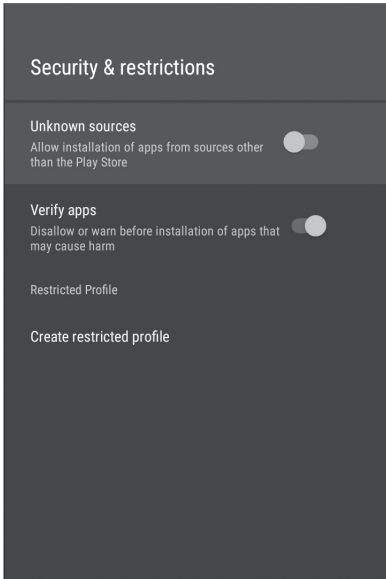 Security & restrictions
Unknown sources
Allow installation of apps from sources other
than the Play Store
Verify apps
Disallow or warn before installation of apps that
may cause harm
Restricted Profile
Create restricted profile